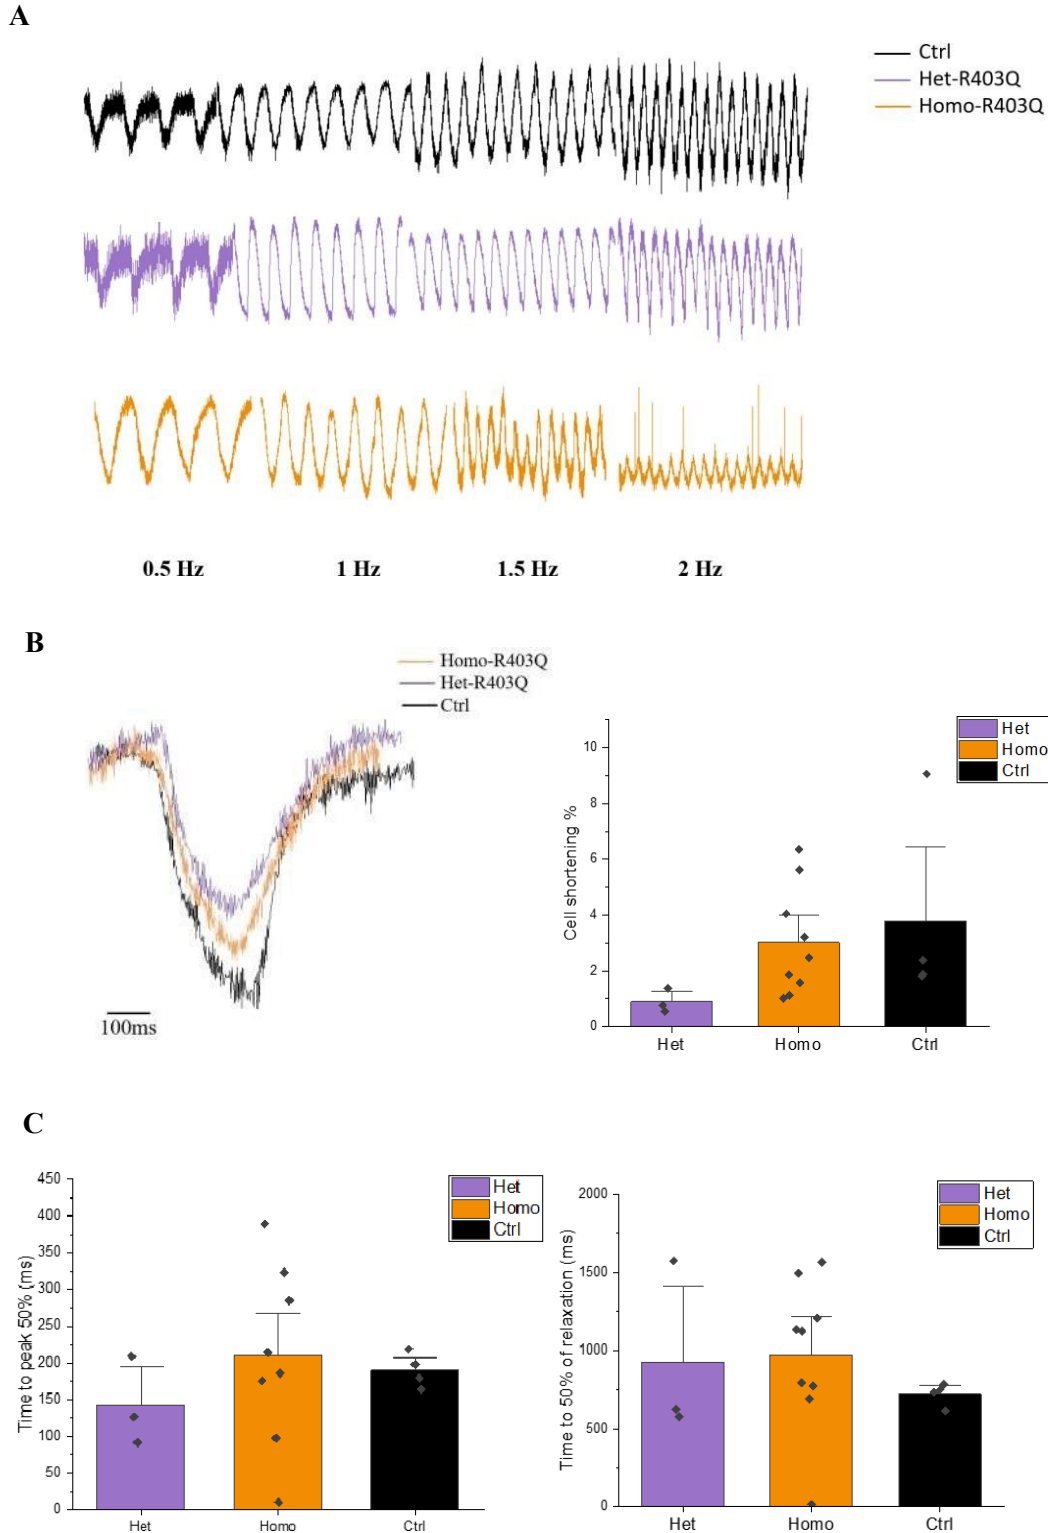 A
Ctrl
Het-R403Q
Homo-R403Q
0.5 Hz 1 Hz 1.5 Hz 2 Hz
B
Homo-R403Q
Het-R403Q
Ctrl
100ms
Het
Homo
Ctrl
Cell shortening %
10
8
6
4
2
0
Het Homo Ctrl
C
Het
Homo
Ctrl
Time to peak 50% (ms)
450
400
350
300
250
200
150
100
50
0
Het Homo Ctrl
Het
Homo
Ctrl
Time to 50% of relaxation (ms)
2000
1500
1000
500
0
Het Homo Ctrl